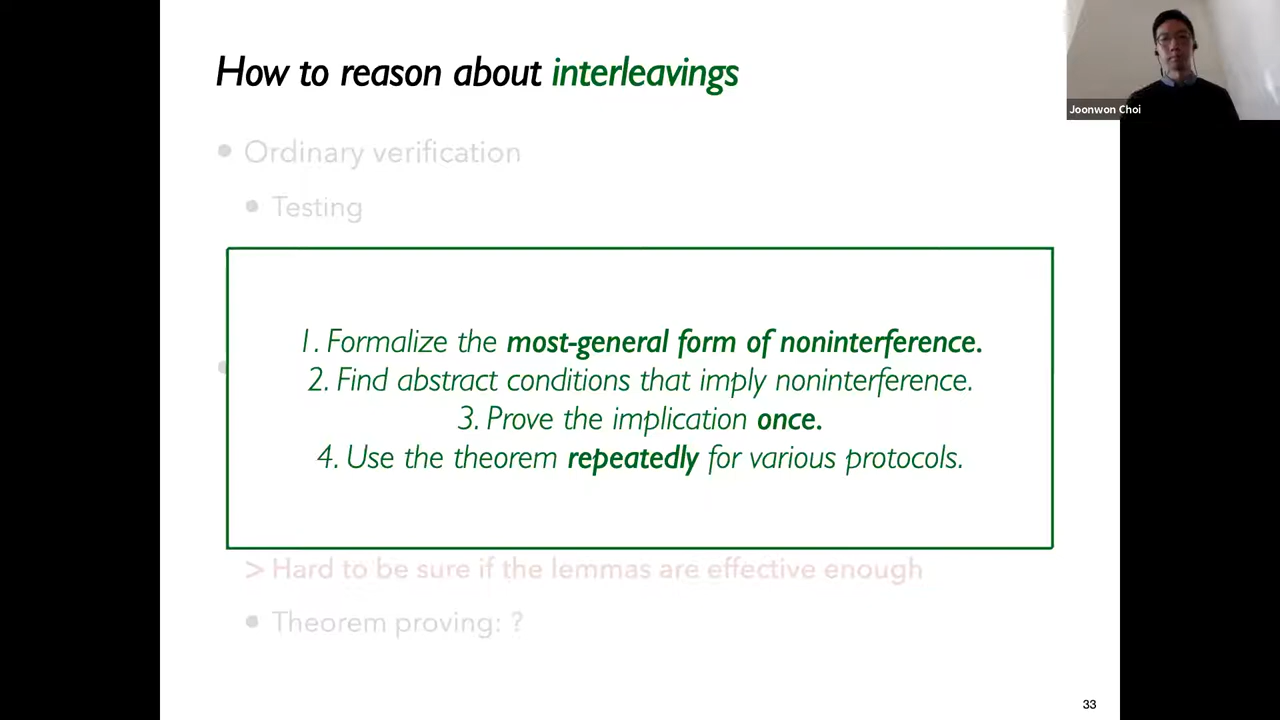 How to reason about interleavings
Joonwon Choi
Ordinary verification
Testing
1. Formalize the most-general form of noninterference.
2. Find abstract conditions that imply noninterference.
3. Prove the implication once.
4. Use the theorem repeatedly for various protocols.
> Hard to be sure if the lemmas are effective enough
Theorem proving: ?
33